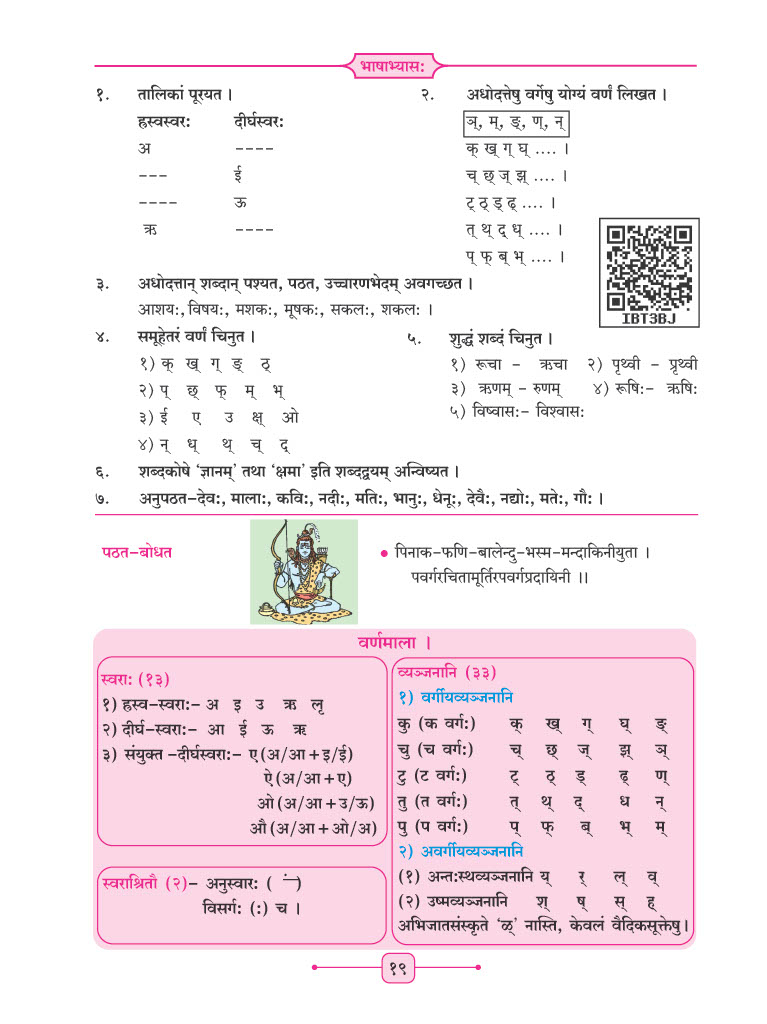 भाषाभ्यासः
१. तालिकां पूरयत ।
ह्रस्वस्वरः दीर्घस्वरः
अ ----
--- ई
---- ऊ
ऋ ----
२. अधोदत्तेषु वर्गेषु योग्यं वर्णं लिखत ।
ञ्, म्, ङ्, ण्, न्
क् ख् ग् घ् .... ।
च् छ् ज् झ् .... ।
ट् ठ् ड् ढ् .... ।
त् थ् द् ध् .... ।
प् फ् ब् भ् .... ।
IBT3BJ
३. अधोदत्तान् शब्दान् पश्यत, पठत, उच्चारणभेदम् अवगच्छत ।
आशयः, विषयः, मशकः, मूषकः, सकलः, शकलः ।
४. समूहेतरं वर्णं चिनुत ।
१) क् ख् ग् ङ् ठ्
२) प् छ् फ् म् भ्
३) ई ए उ क्ष् ओ
४) न् ध् थ् च् द्
५. शुद्धं शब्दं चिनुत ।
१) रूचा - ऋचा २) पृथ्वी - प्रृथ्वी
३) ऋणम् - रुणम् ४) रूषिः- ऋषिः
५) विष्वासः- विश्वासः
६. शब्दकोषे ‘ज्ञानम्’ तथा ‘क्षमा’ इति शब्दद्वयम् अन्विष्यत ।
७. अनुपठत-देवः, मालाः, कविः, नदीः, मतिः, भानुः, धेनूः, देवैः, नद्योः, मतेः, गौः ।
पठत-बोधत
• पिनाक-फणि-बालेन्दु-भस्म-मन्दाकिनीयुता ।
पवर्गरचितामूर्तिरपवर्गप्रदायिनी ।।
वर्णमाला ।
स्वराः (१३)
१) ह्रस्व-स्वराः- अ इ उ ऋ लृ
२) दीर्घ-स्वराः- आ ई ऊ ॠ
३) संयुक्त -दीर्घस्वराः- ए (अ/आ + इ/ई)
ऐ (अ/आ + ए)
ओ (अ/आ + उ/ऊ)
औ (अ/आ + ओ/अ)
स्वराश्रितौ (२)- अनुस्वारः ( ं )
विसर्गः (:) च ।
व्यञ्जनानि (३३)
१) वर्गीयव्यञ्जनानि
कु (क वर्गः) क् ख् ग् घ् ङ्
चु (च वर्गः) च् छ् ज् झ् ञ्
टु (ट वर्गः) ट् ठ् ड् ढ् ण्
तु (त वर्गः) त् थ् द् ध न्
पु (प वर्गः) प् फ् ब् भ् म्
२) अवर्गीयव्यञ्जनानि
(१) अन्तःस्थव्यञ्जनानि य् र् ल् व्
(२) उष्मव्यञ्जनानि श् ष् स् ह्
अभिजातसंस्कृते ‘ळ्’ नास्ति, केवलं वैदिकसूक्तेषु।
१९